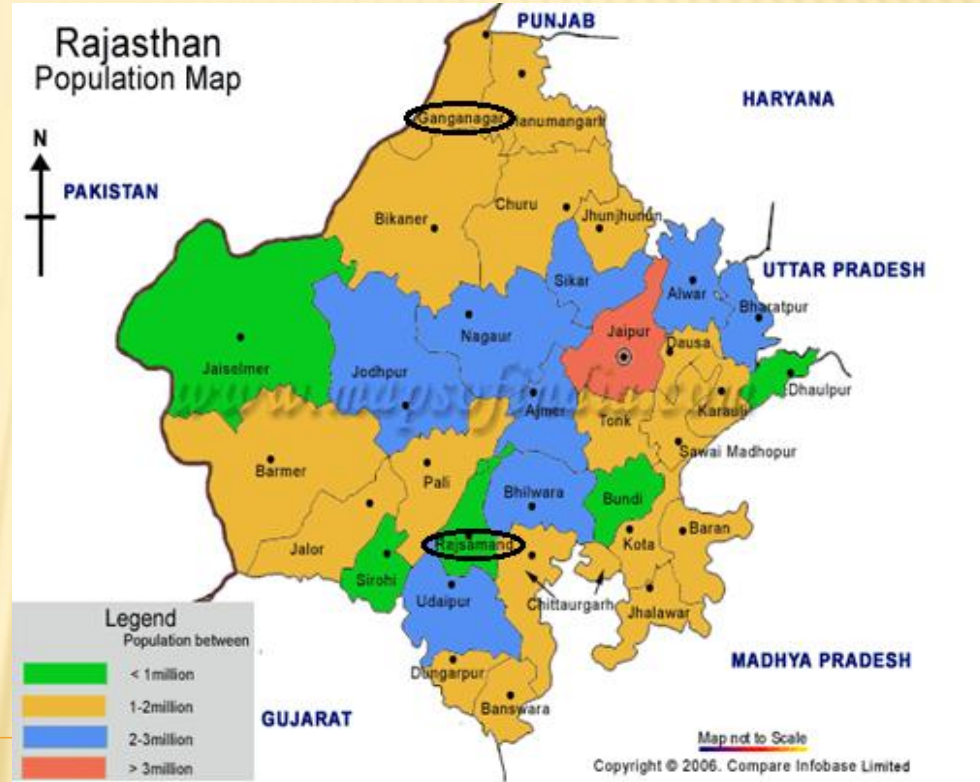 Rajasthan
Population Map
PUNJAB
HARYANA
N
PAKISTAN
Ganganagar
Hanumangarh
Churu
Bikaner
Jhunjhunun
UTTAR PRADESH
Sikar
Alwar
Bharatpur
Nagaur
Jaipur
Dausa
Jaiselmer
Jodhpur
Dhaulpur
www.mapsofindia.com
Ajmer
Tonk
Karauli
Sawai Madhopur
Barmer
Pali
Bhilwara
Bundi
Baran
Jalor
Rajsamand
Kota
Sirohi
Udaipur
Chittaurgarh
Jhalawar
Dungarpur
Banswara
MADHYA PRADESH
GUJARAT
Legend
Population between
< 1million
1-2million
2-3million
> 3million
Map not to Scale
Copyright © 2006. Compare Infobase Limited